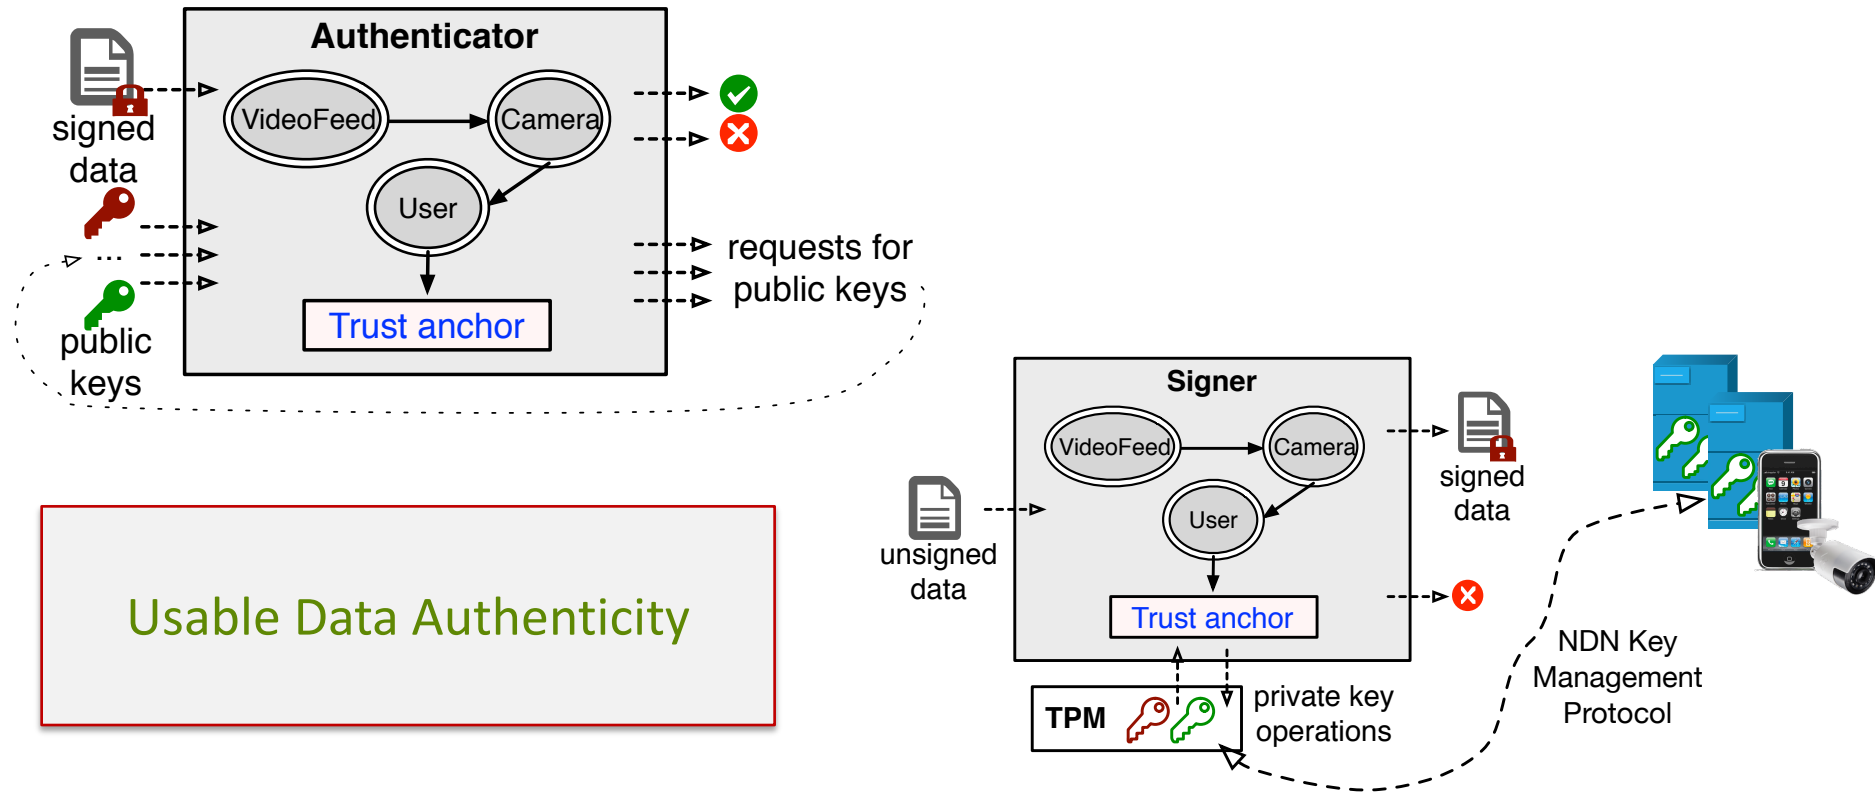 Authenticator
VideoFeed
Camera
User
Trust anchor
signed
data
...
public
keys
requests for
public keys
Usable Data Authenticity
Signer
VideoFeed
Camera
User
Trust anchor
unsigned
data
signed
data
TPM
private key
operations
NDN Key
Management
Protocol